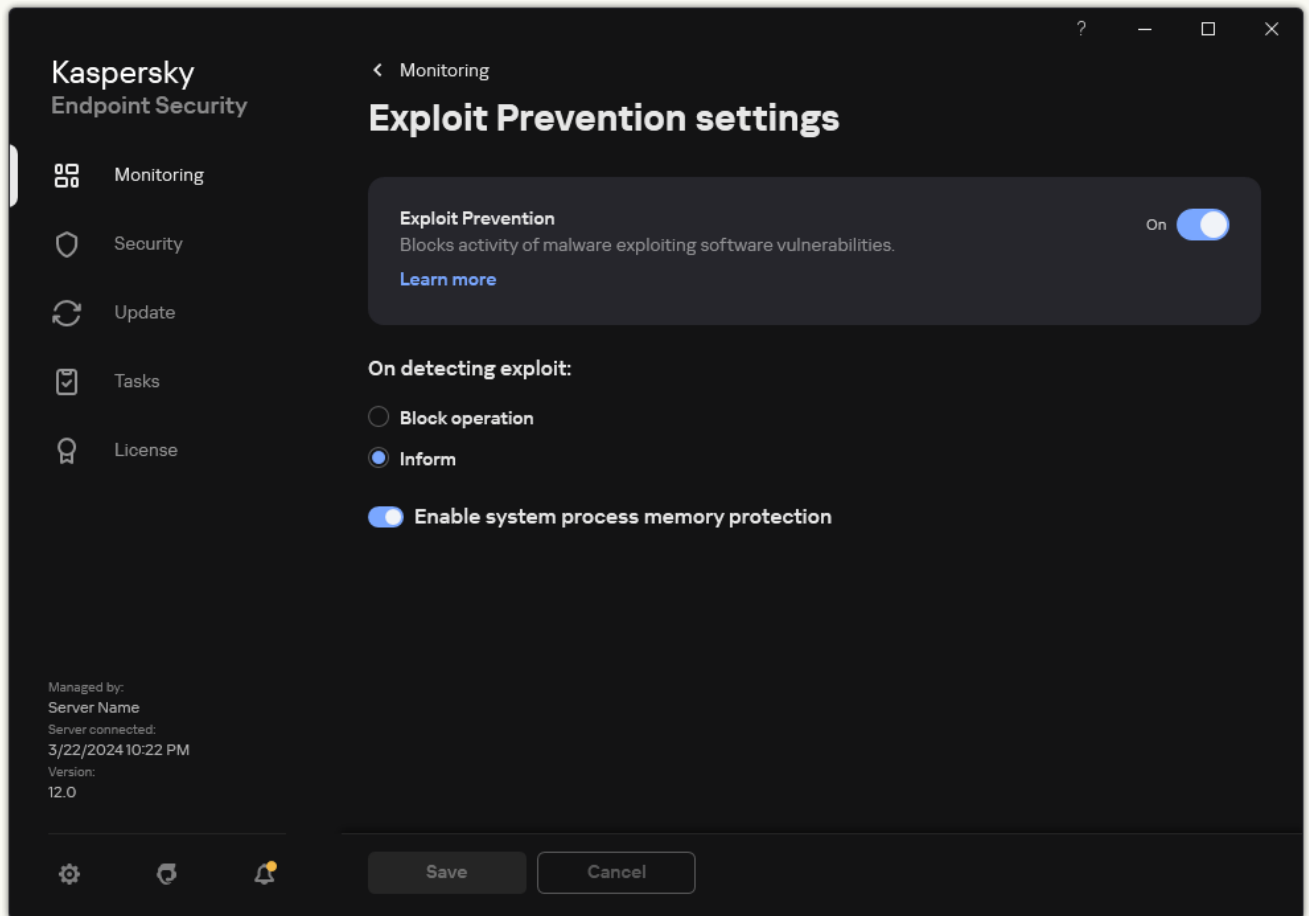 ?
Kaspersky
Endpoint Security
Monitoring
Security
Update
Tasks
License
Managed by:
Server Name
Server connected:
3/22/2024 10:22 PM
Version:
12.0
Monitoring
Exploit Prevention settings
Exploit Prevention
Blocks activity of malware exploiting software vulnerabilities.
Learn more
On
On detecting exploit:
Block operation
Inform
Enable system process memory protection
Save
Cancel